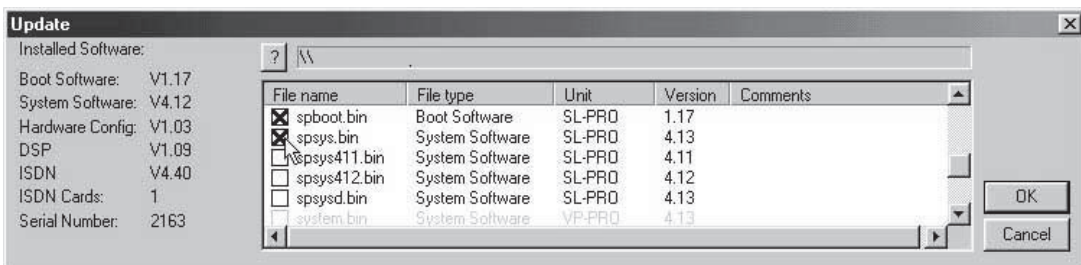 Update
Installed Software:
Boot Software: V1.17
System Software: V4.12
Hardware Config: V1.03
DSP V1.09
ISDN V4.40
ISDN Cards: 1
Serial Number: 2163
? \\
File name File type Unit Version Comments
spboot.bin Boot Software SL-PRO 1.17
spsys.bin System Software SL-PRO 4.13
spsys411.bin System Software SL-PRO 4.11
spsys412.bin System Software SL-PRO 4.12
spsysd.bin System Software SL-PRO 4.13
system.bin System Software VP-PRO 4.13
OK
Cancel